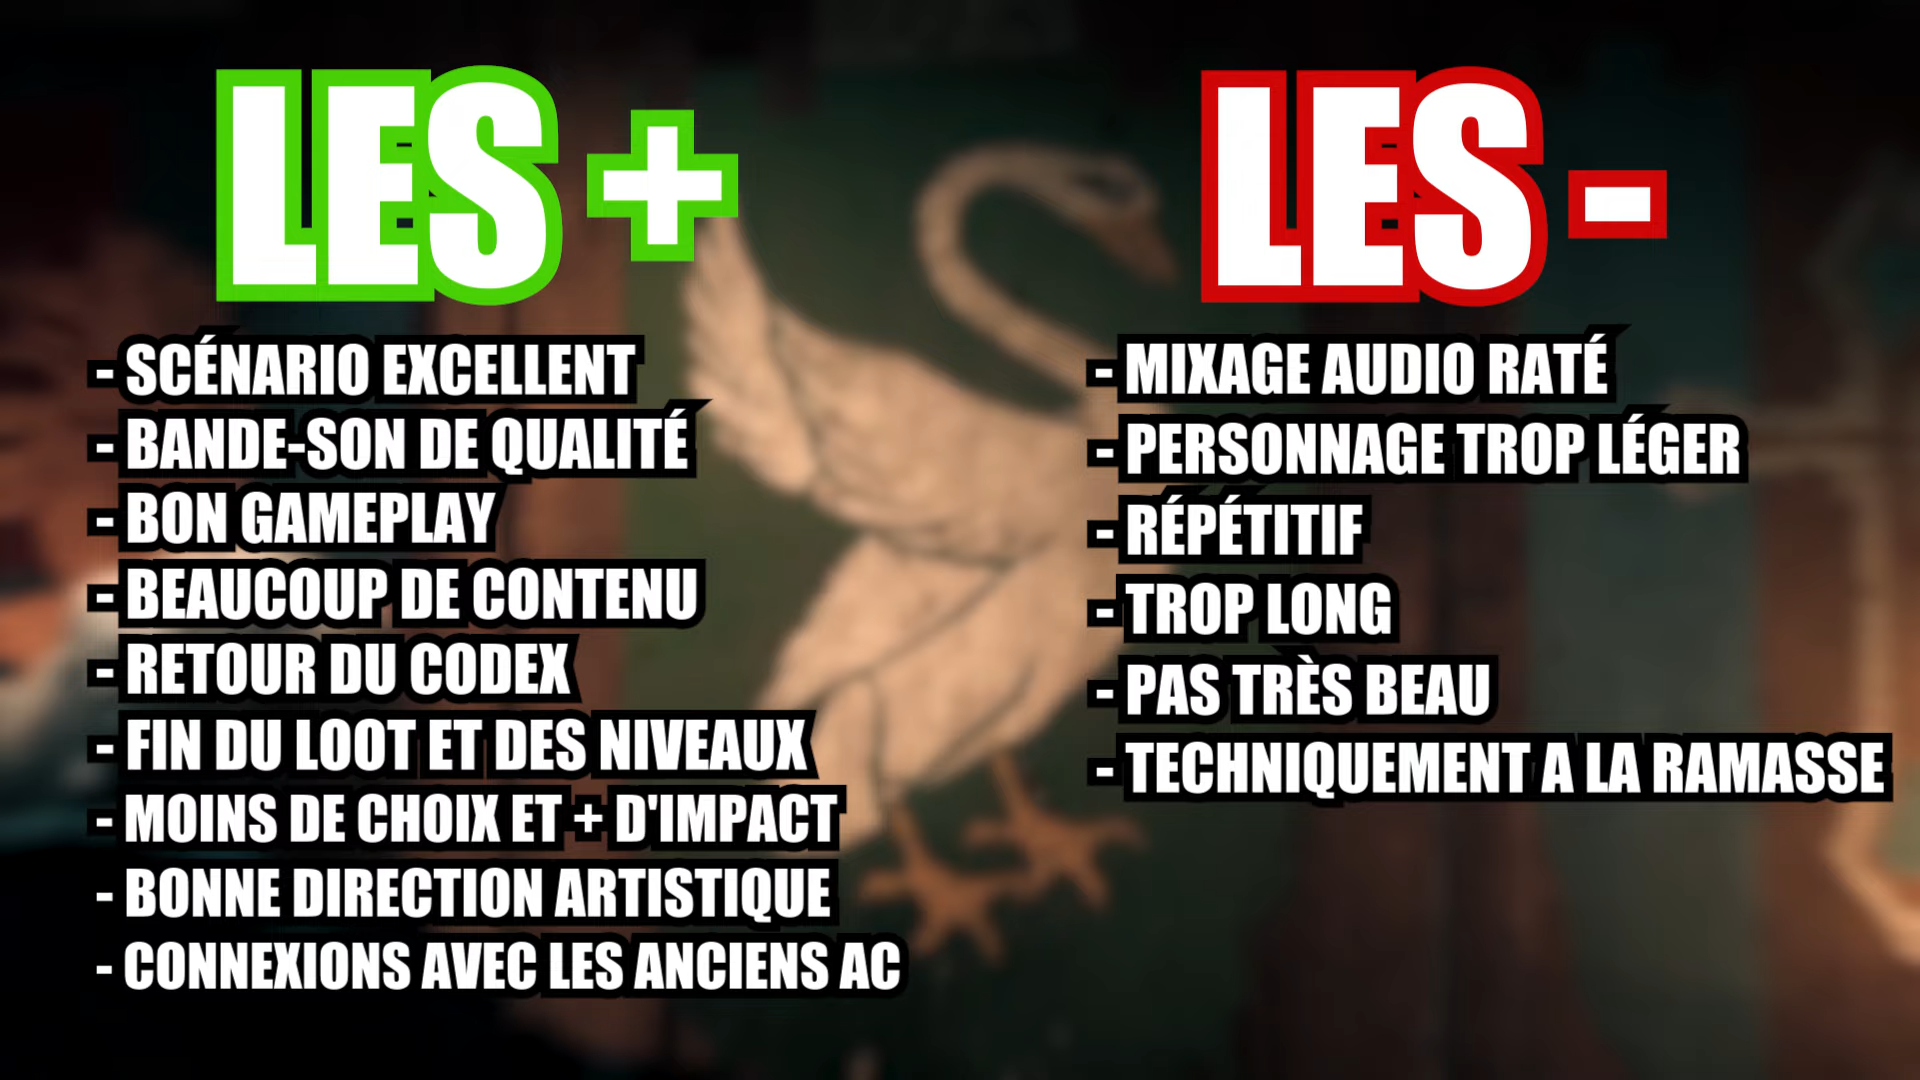 LES +
- SCÉNARIO EXCELLENT
- BANDE-SON DE QUALITÉ
- BON GAMEPLAY
- BEAUCOUP DE CONTENU
- RETOUR DU CODEX
- FIN DU LOOT ET DES NIVEAUX
- MOINS DE CHOIX ET + D'IMPACT
- BONNE DIRECTION ARTISTIQUE
- CONNEXIONS AVEC LES ANCIENS AC
LES -
- MIXAGE AUDIO RATÉ
- PERSONNAGE TROP LÉGER
- RÉPÉTITIF
- TROP LONG
- PAS TRÈS BEAU
- TECHNIQUEMENT A LA RAMASSE